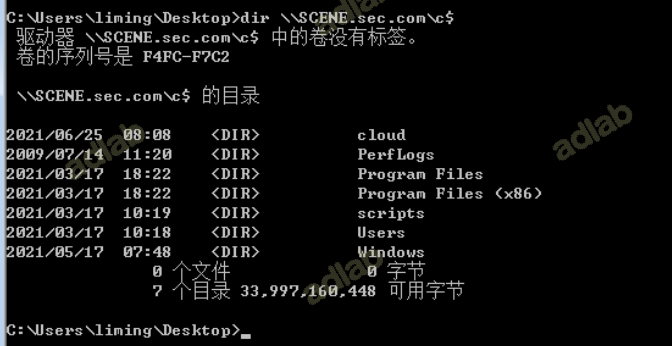 C:\Users\liming\Desktop>dir \\SCENE.sec.com\c$
驱动器 \\SCENE.sec.com\c$ 中的卷没有标签。
卷的序列号是 F4FC-F7C2
\\SCENE.sec.com\c$ 的目录
2021/06/25  08:08    <DIR>          cloud
2009/07/14  11:20    <DIR>          PerfLogs
2021/03/17  18:22    <DIR>          Program Files
2021/03/17  18:22    <DIR>          Program Files (x86)
2021/03/17  10:19    <DIR>          scripts
2021/03/17  10:18    <DIR>          Users
2021/05/17  07:48    <DIR>          Windows
0 个文件              0 字节
7 个目录 33,997,160,448 可用字节
C:\Users\liming\Desktop>_
adlab
adlab
adlab
adlab